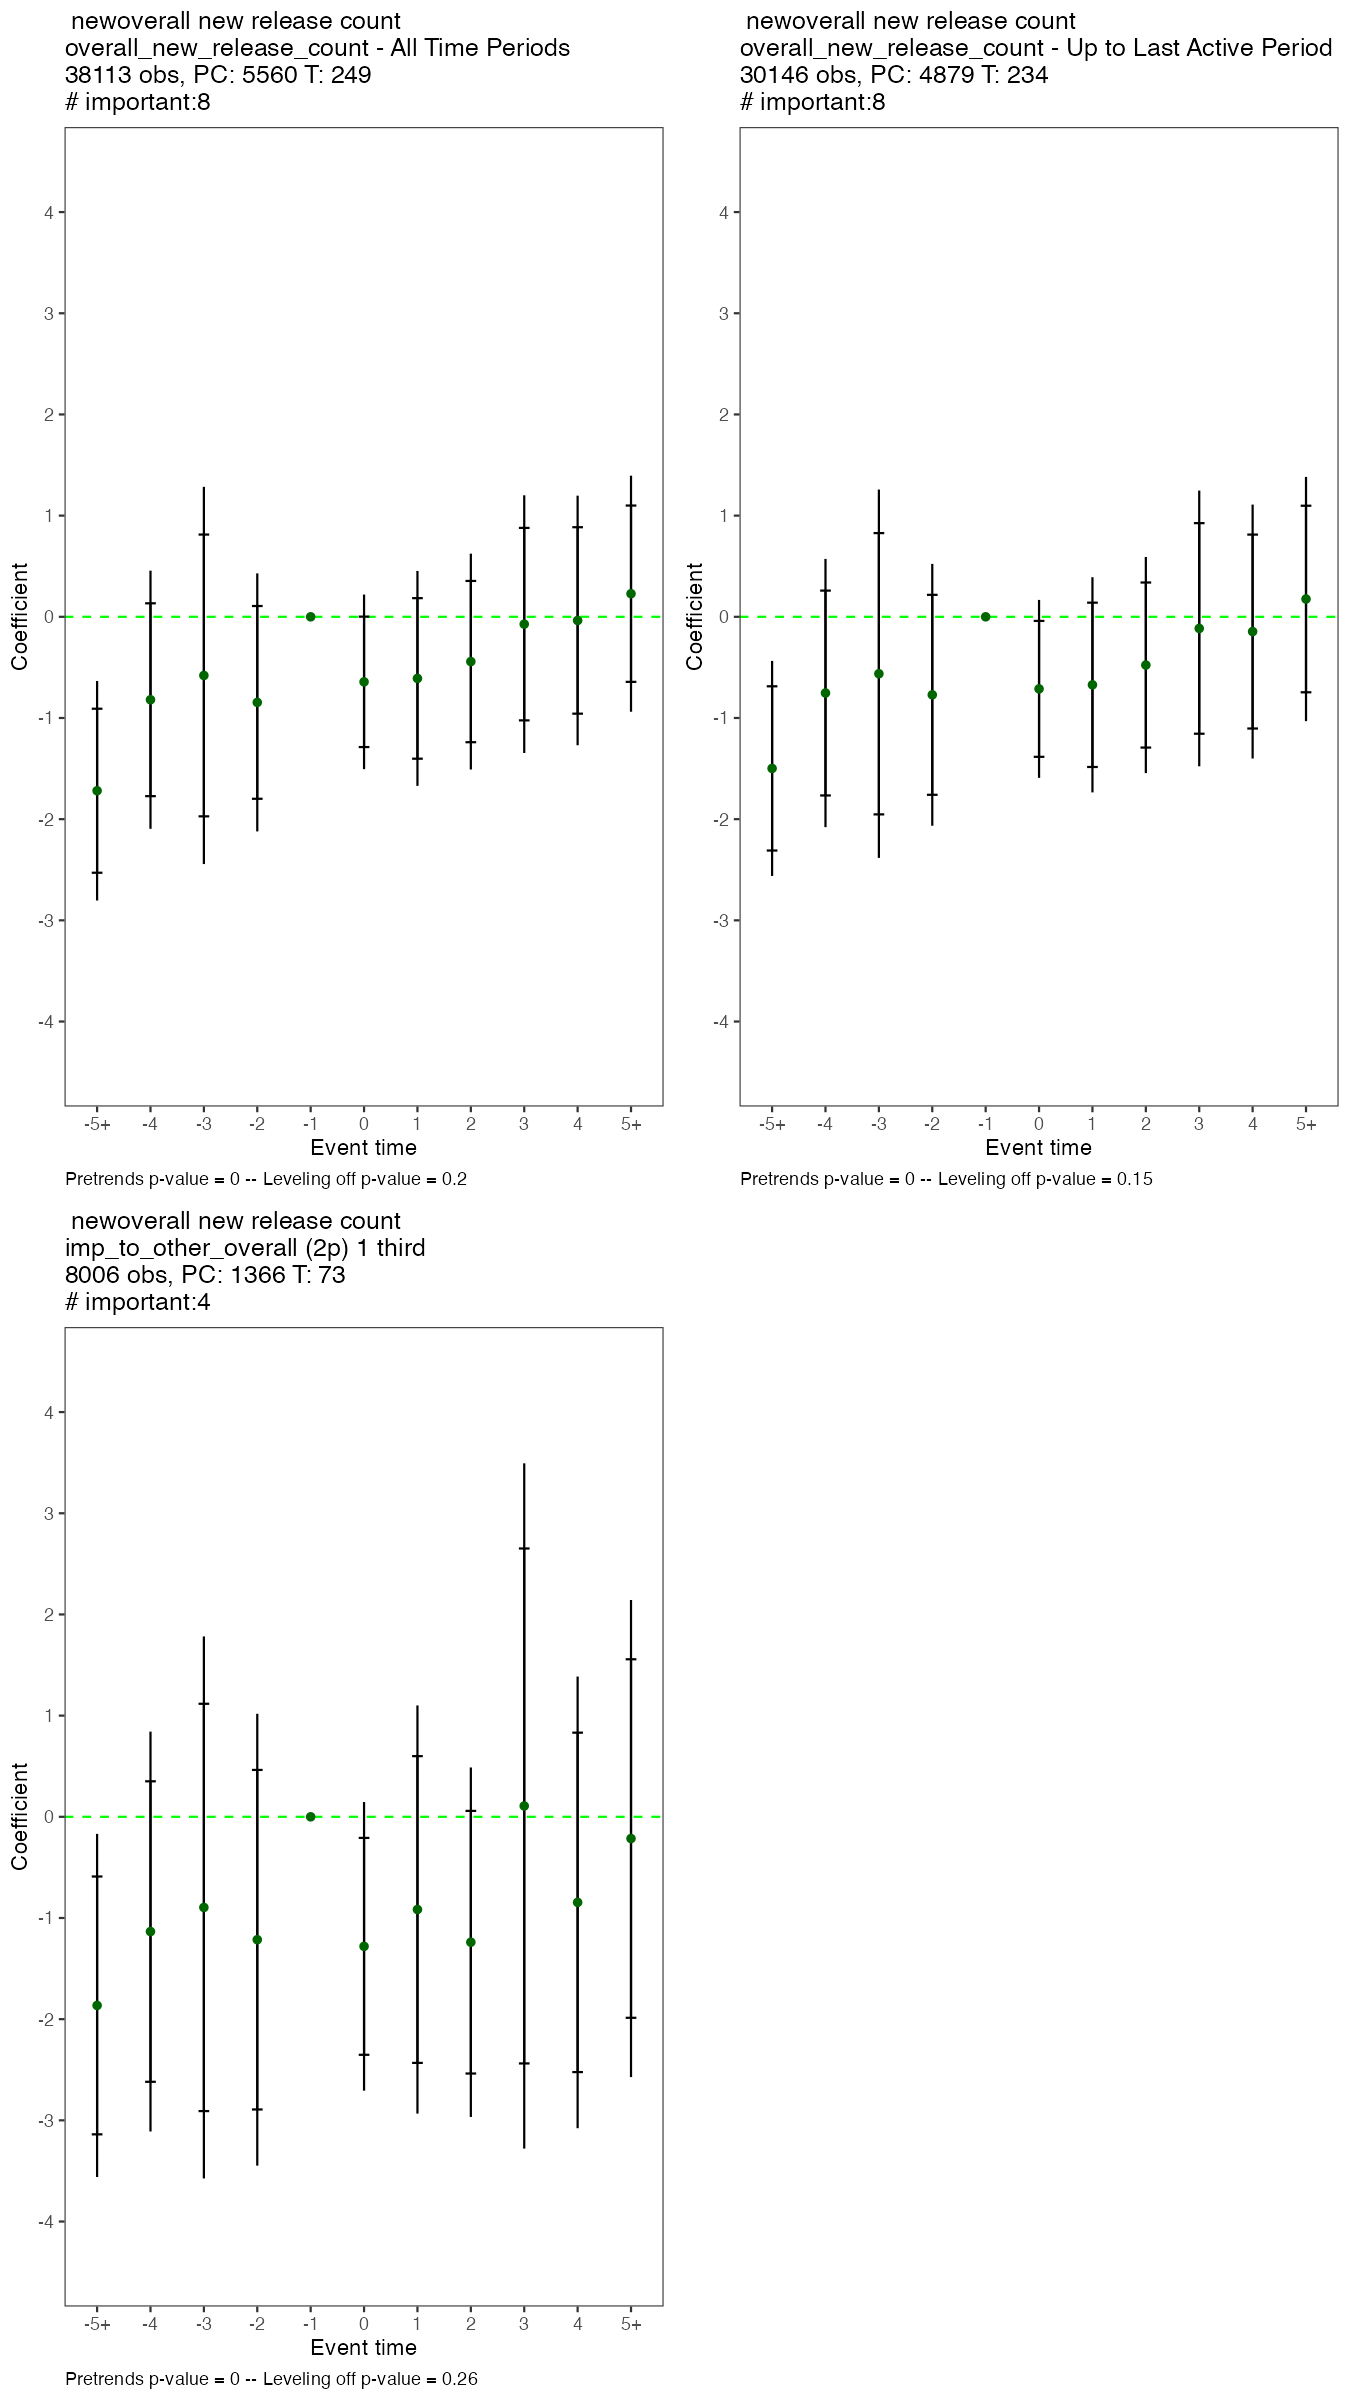 newoverall new release count
overall_new_release_count - All Time Periods
38113 obs, PC: 5560 T: 249
# important:8
4
3
2
1
0
-1
-2
-3
-4
Coefficient
-5+ -4 -3 -2 -1 0 1 2 3 4 5+
Event time
Pretrends p-value = 0 -- Leveling off p-value = 0.2
newoverall new release count
overall_new_release_count - Up to Last Active Period
30146 obs, PC: 4879 T: 234
# important:8
4
3
2
1
0
-1
-2
-3
-4
Coefficient
-5+ -4 -3 -2 -1 0 1 2 3 4 5+
Event time
Pretrends p-value = 0 -- Leveling off p-value = 0.15
newoverall new release count
imp_to_other_overall (2p) 1 third
8006 obs, PC: 1366 T: 73
# important:4
4
3
2
1
0
-1
-2
-3
-4
Coefficient
-5+ -4 -3 -2 -1 0 1 2 3 4 5+
Event time
Pretrends p-value = 0 -- Leveling off p-value = 0.26